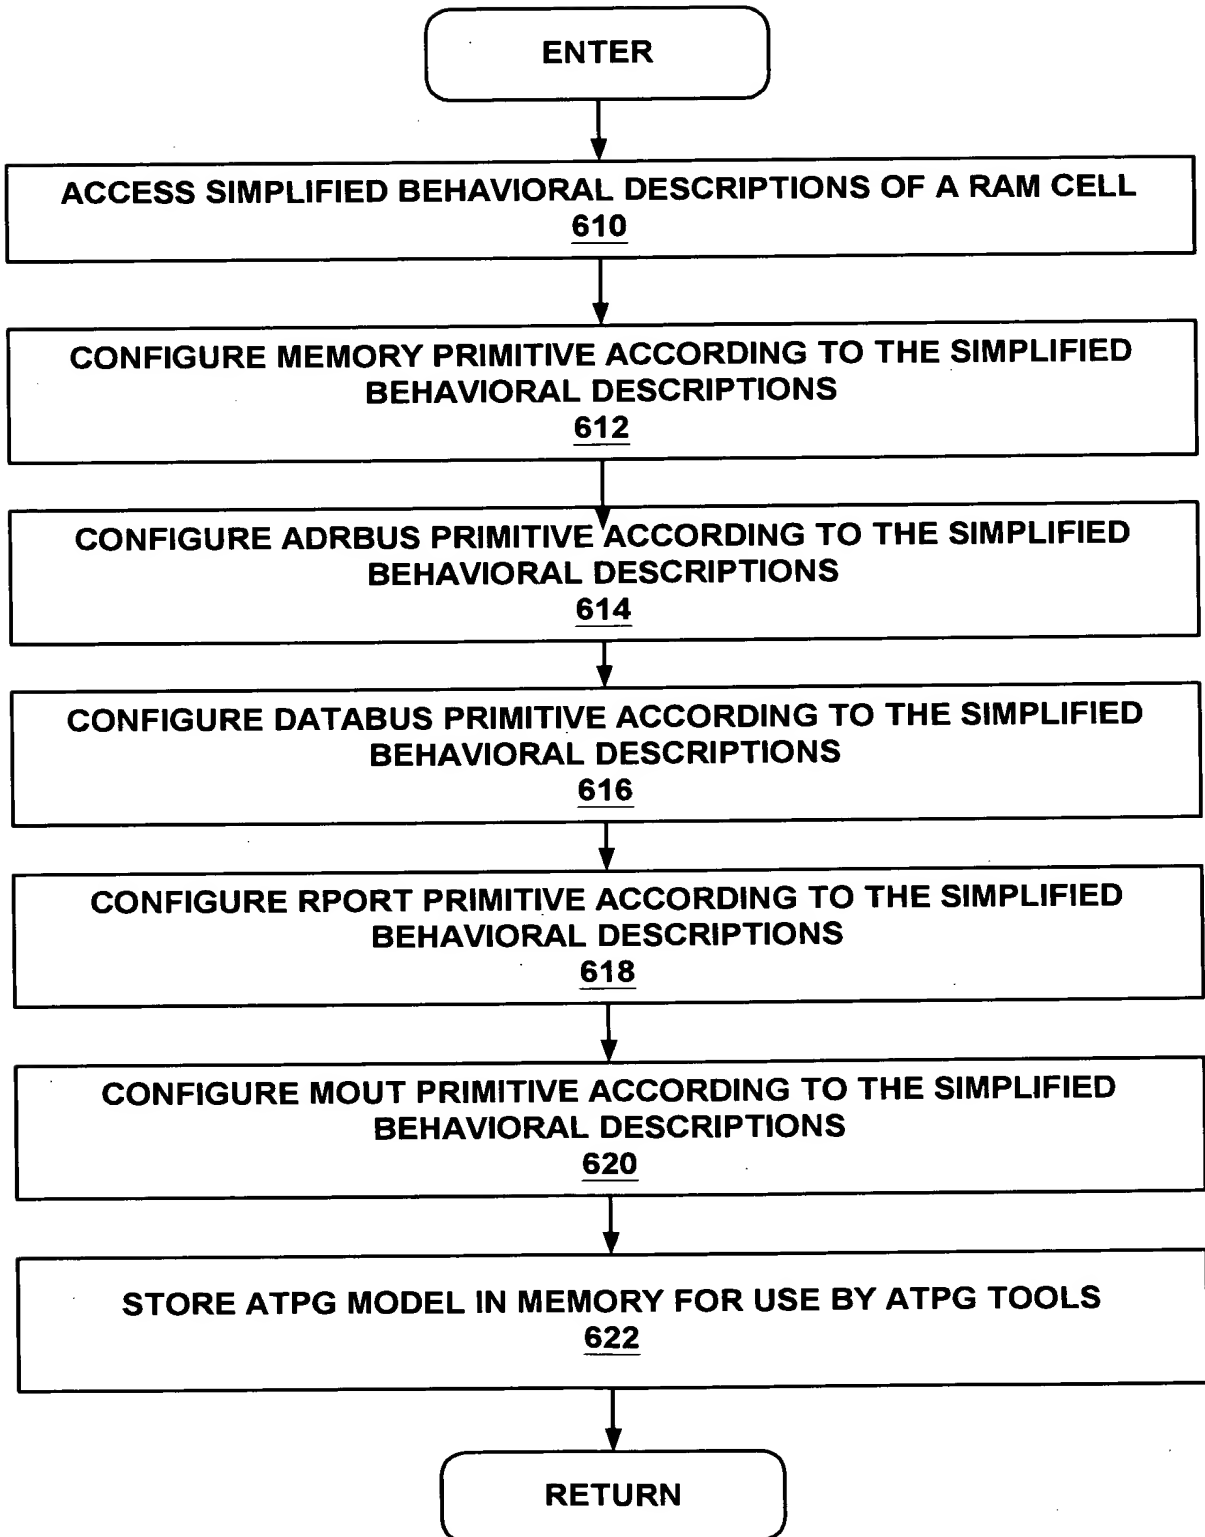 ENTER
ACCESS SIMPLIFIED BEHAVIORAL DESCRIPTIONS OF A RAM CELL
610
CONFIGURE MEMORY PRIMITIVE ACCORDING TO THE SIMPLIFIED
BEHAVIORAL DESCRIPTIONS
612
CONFIGURE ADRBUS PRIMITIVE ACCORDING TO THE SIMPLIFIED
BEHAVIORAL DESCRIPTIONS
614
CONFIGURE DATABUS PRIMITIVE ACCORDING TO THE SIMPLIFIED
BEHAVIORAL DESCRIPTIONS
616
CONFIGURE RPORT PRIMITIVE ACCORDING TO THE SIMPLIFIED
BEHAVIORAL DESCRIPTIONS
618
CONFIGURE MOUT PRIMITIVE ACCORDING TO THE SIMPLIFIED
BEHAVIORAL DESCRIPTIONS
620
STORE ATPG MODEL IN MEMORY FOR USE BY ATPG TOOLS
622
RETURN